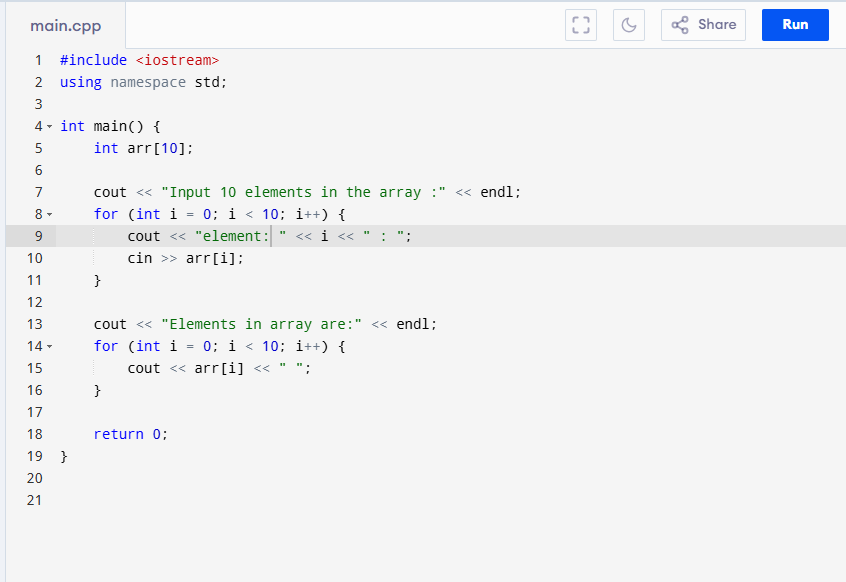 main.cpp
Share
Run
1 #include <iostream>
2 using namespace std;
3
4 int main() {
5     int arr[10];
6
7     cout << "Input 10 elements in the array :" << endl;
8     for (int i = 0; i < 10; i++) {
9         cout << "element: " << i << " : ";
10         cin >> arr[i];
11     }
12
13     cout << "Elements in array are:" << endl;
14     for (int i = 0; i < 10; i++) {
15         cout << arr[i] << " ";
16     }
17
18     return 0;
19 }
20
21